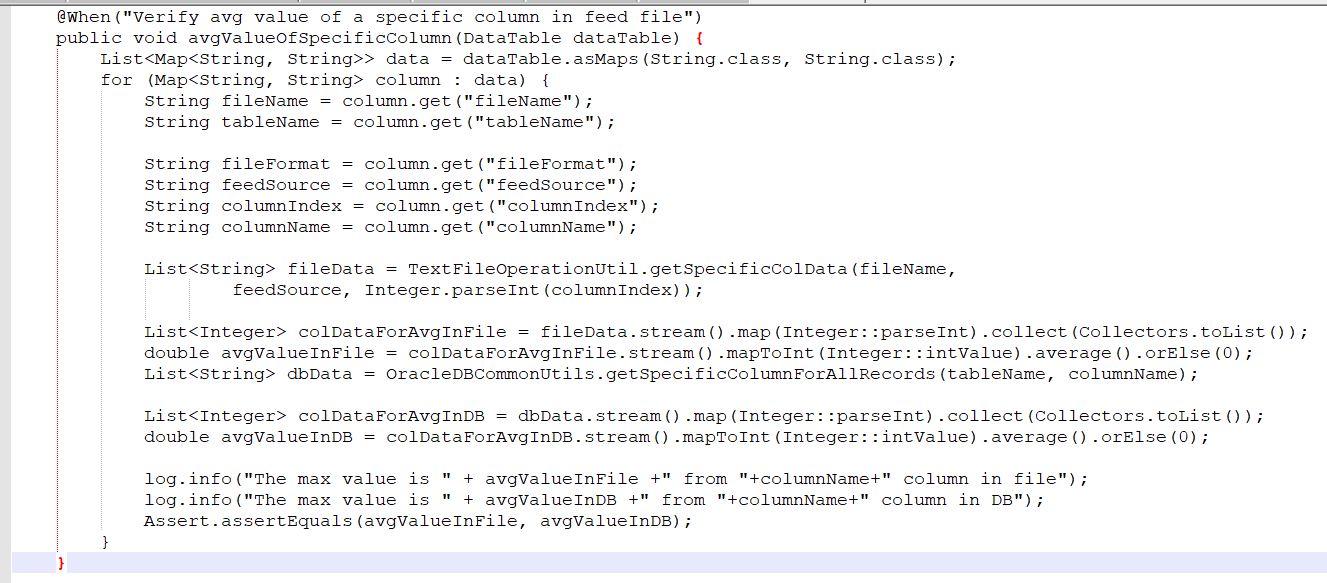 @When("Verify avg value of a specific column in feed file")
public void avgValueOfSpecificColumn(DataTable dataTable) {
    List<Map<String, String>> data = dataTable.asMaps(String.class, String.class);
    for (Map<String, String> column : data) {
        String fileName = column.get("fileName");
        String tableName = column.get("tableName");

        String fileFormat = column.get("fileFormat");
        String feedSource = column.get("feedSource");
        String columnIndex = column.get("columnIndex");
        String columnName = column.get("columnName");

        List<String> fileData = TextFileOperationUtil.getSpecificColData(fileName,
                feedSource, Integer.parseInt(columnIndex));

        List<Integer> colDataForAvgInFile = fileData.stream().map(Integer::parseInt).collect(Collectors.toList());
        double avgValueInFile = colDataForAvgInFile.stream().mapToInt(Integer::intValue).average().orElse(0);
        List<String> dbData = OracleDBCommonUtils.getSpecificColumnForAllRecords(tableName, columnName);

        List<Integer> colDataForAvgInDB = dbData.stream().map(Integer::parseInt).collect(Collectors.toList());
        double avgValueInDB = colDataForAvgInDB.stream().mapToInt(Integer::intValue).average().orElse(0);

        log.info("The max value is " + avgValueInFile +" from "+columnName+" column in file");
        log.info("The max value is " + avgValueInDB +" from "+columnName+" column in DB");
        Assert.assertEquals(avgValueInFile, avgValueInDB);
    }
}